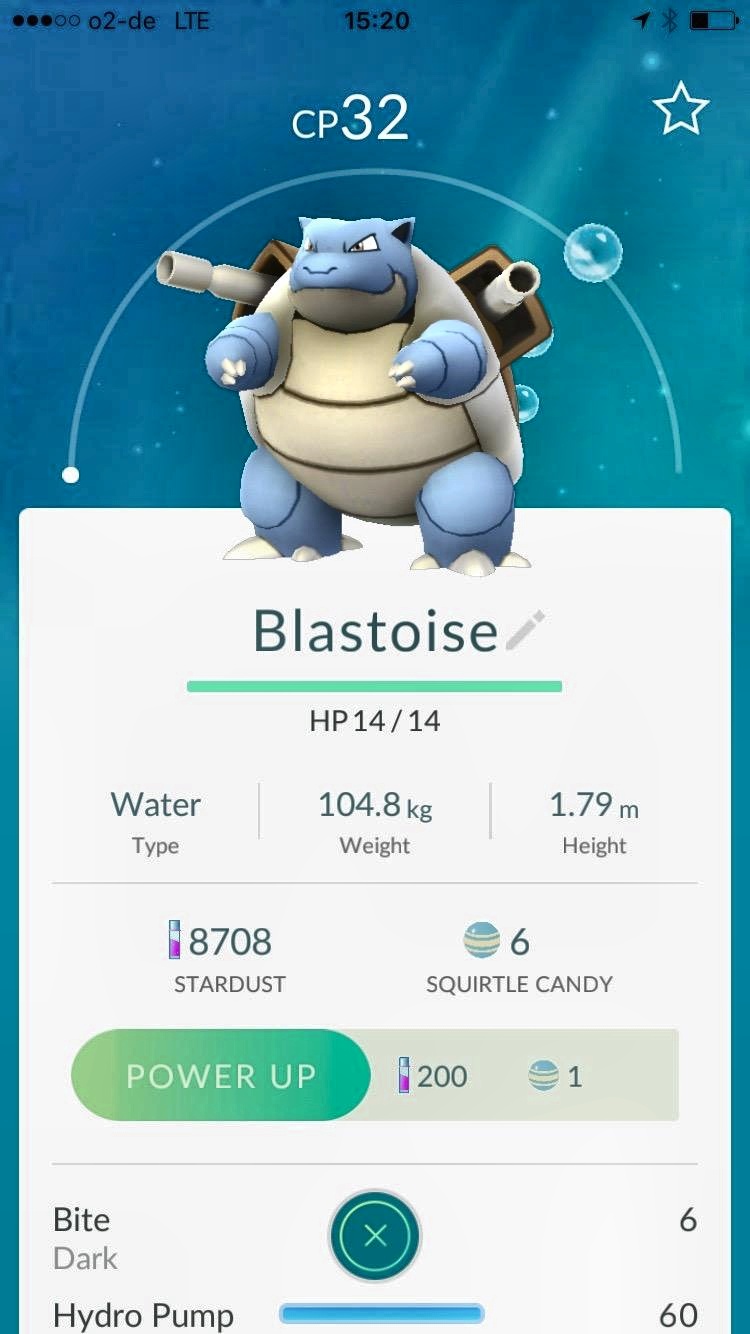 o2-de LTE 15:20
CP32
Blastoise
HP 14 / 14
Water 104.8 kg 1.79 m
Type Weight Height
8708 6
STARDUST SQUIRTLE CANDY
POWER UP 200 1
Bite 6
Dark
Hydro Pump 60